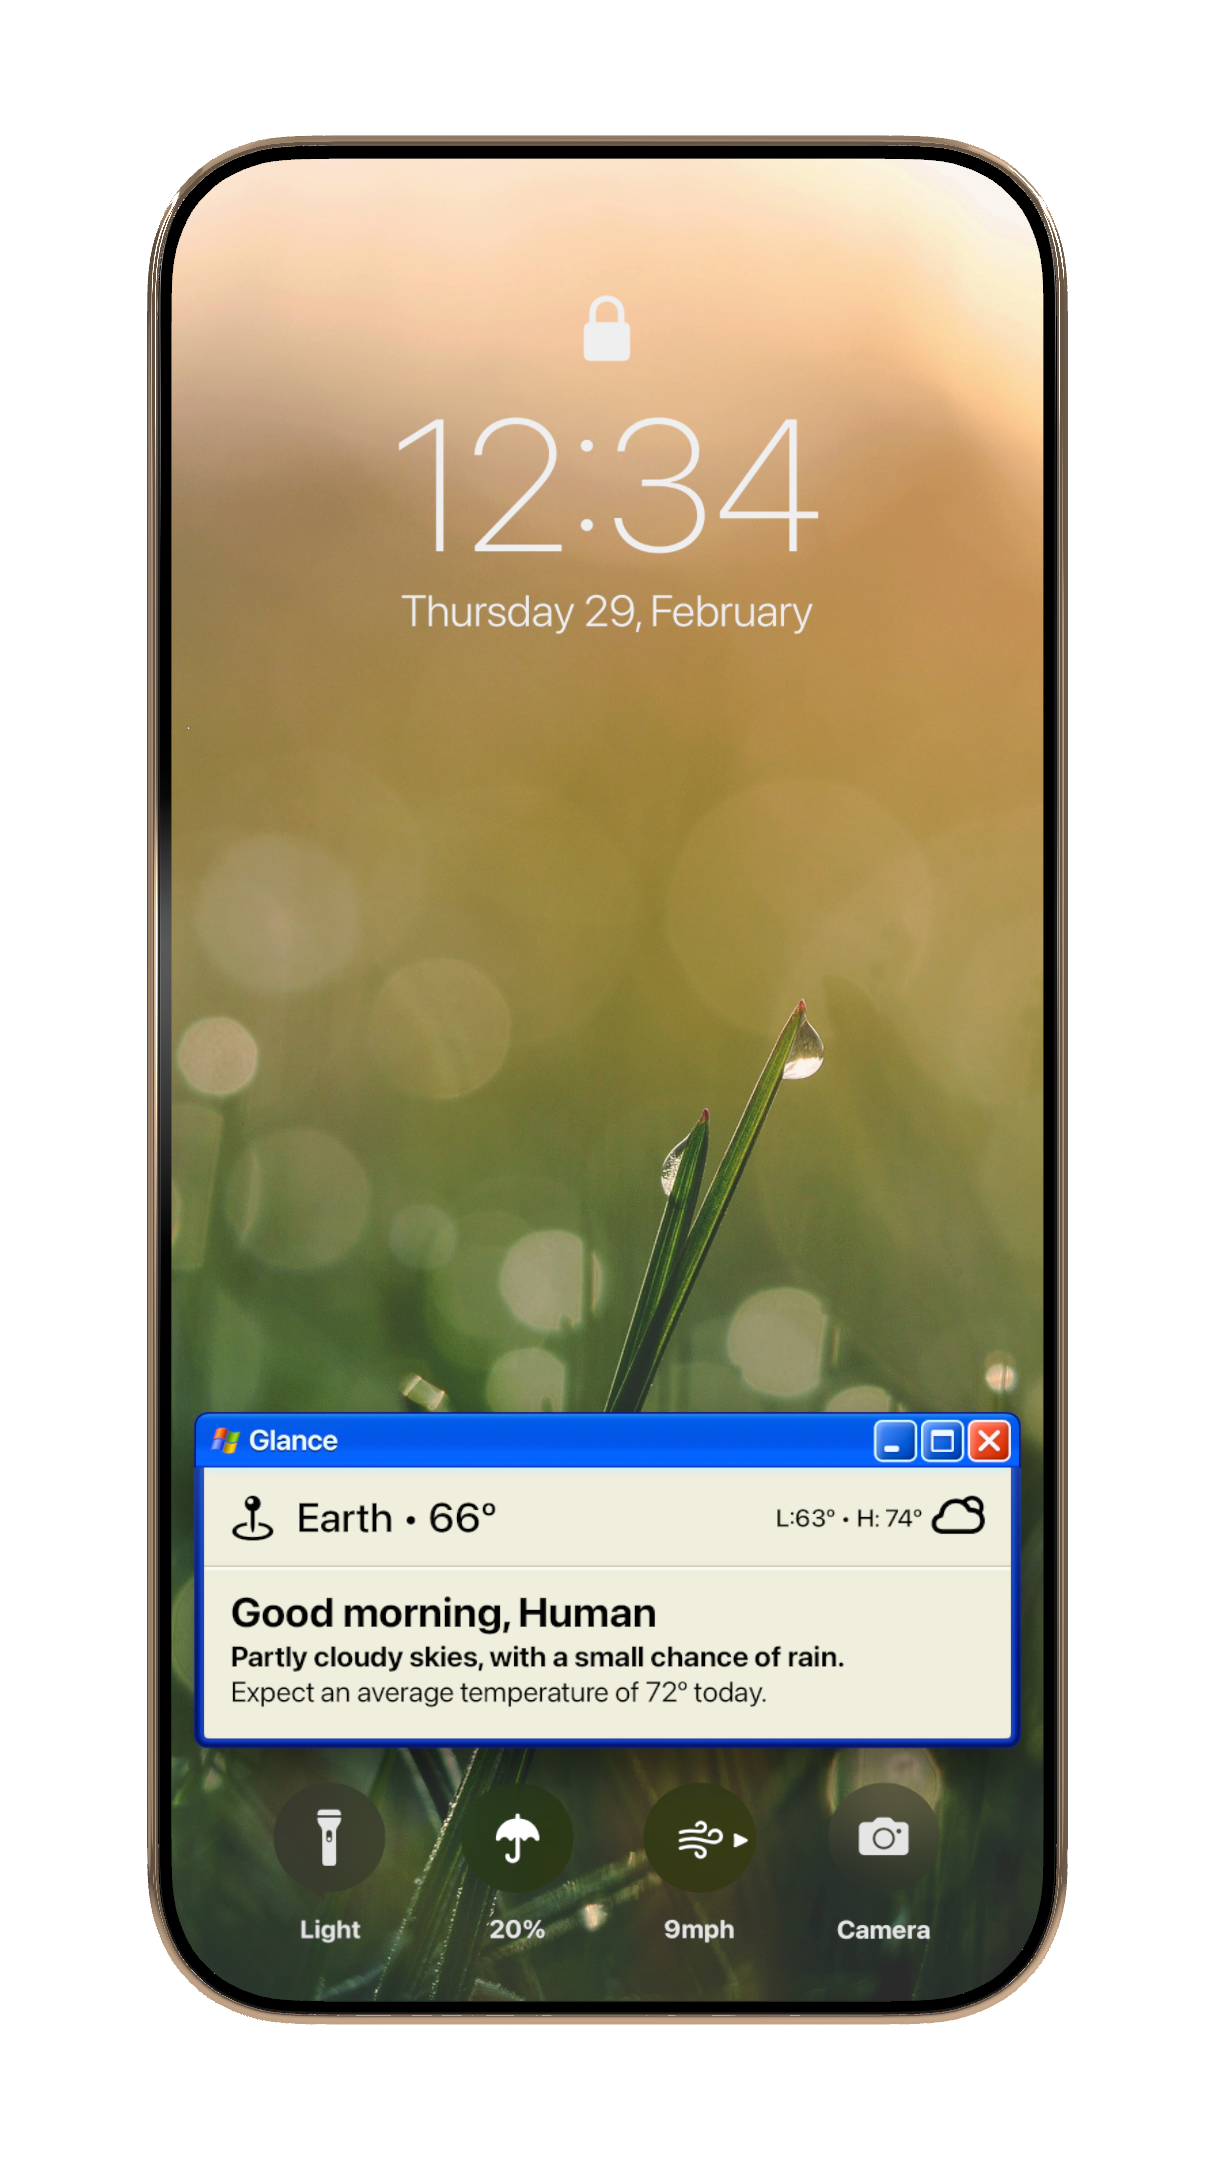 12:34
Thursday 29, February
Glance
Earth • 66°
L:63° • H: 74°
Good morning, Human
Partly cloudy skies, with a small chance of rain.
Expect an average temperature of 72° today.
Light
20%
9mph
Camera